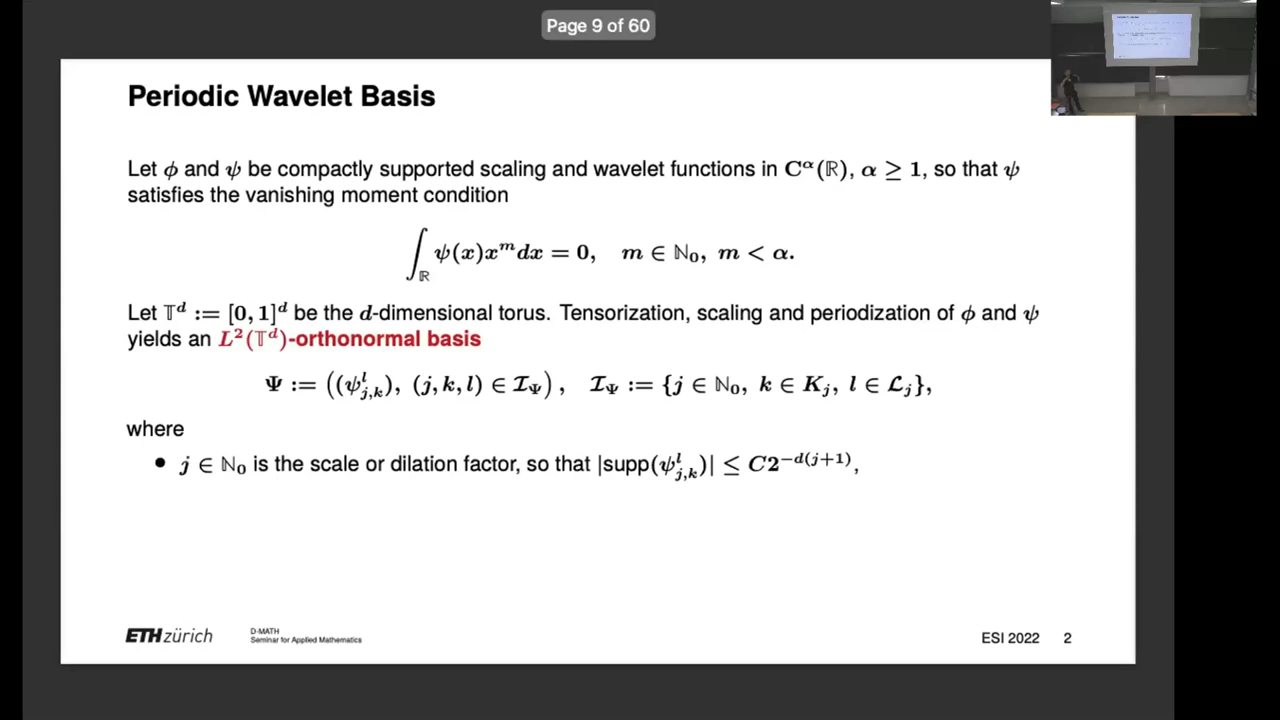 Page 9 of 60
Periodic Wavelet Basis
Let ϕ and ψ be compactly supported scaling and wavelet functions in C^α(ℝ), α ≥ 1, so that ψ
satisfies the vanishing moment condition
∫_ℝ ψ(x)x^m dx = 0, m ∈ ℕ₀, m < α.
Let 𝕋^d := [0, 1]^d be the d-dimensional torus. Tensorization, scaling and periodization of ϕ and ψ
yields an L²(𝕋^d)-orthonormal basis
Ψ := ((ψ^l_{j,k}), (j, k, l) ∈ 𝓘_Ψ), 𝓘_Ψ := {j ∈ ℕ₀, k ∈ K_j, l ∈ 𝓛_j},
where
• j ∈ ℕ₀ is the scale or dilation factor, so that |supp(ψ^l_{j,k})| ≤ C2^{−d(j+1)},
ETH zürich
D-MATH
Seminar for Applied Mathematics
ESI 2022 2